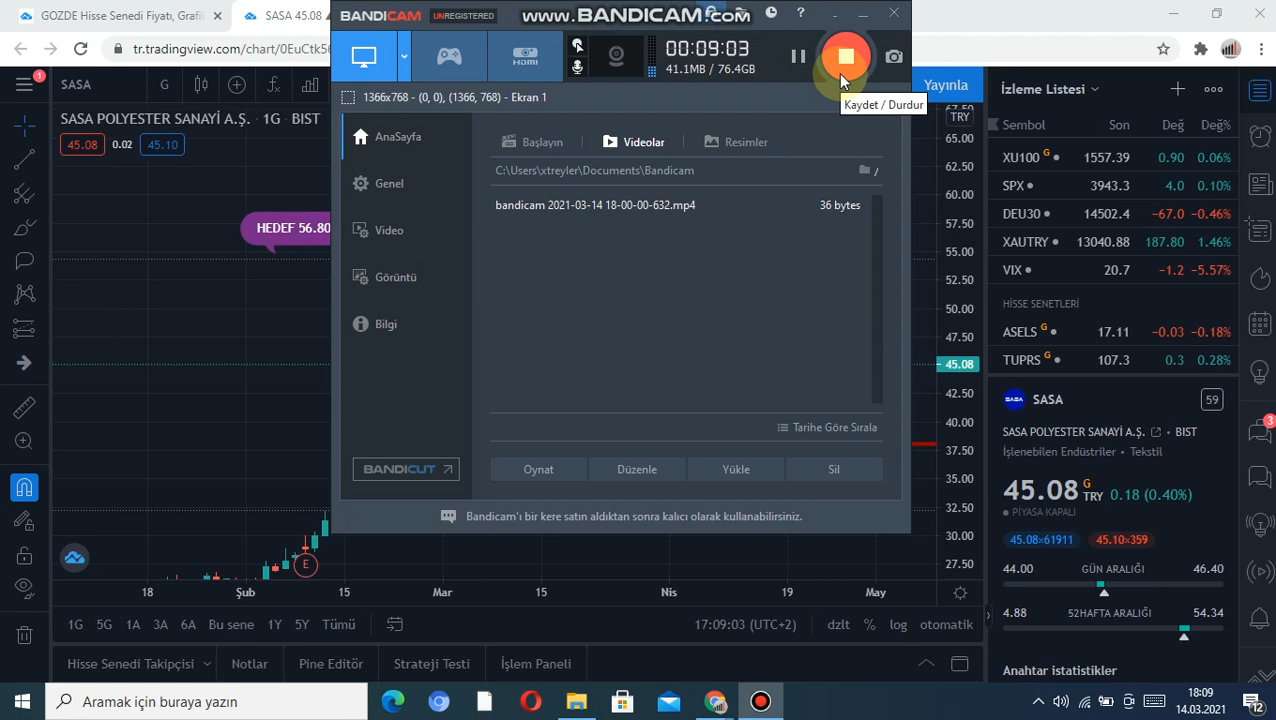 GOZDE Hisse Senedi Fiyatı, Grafik
SASA 45.08
BANDICAM UNREGISTERED
www.BANDICAM.com
tr.tradingview.com/chart/0EuCtk56
HDMI
00:09:03
41.1MB / 76.4GB
Kaydet / Durdur
1366x768 - (0, 0), (1366, 768) - Ekran 1
AnaSayfa
Genel
Video
Görüntü
Bilgi
Başlayın
Videolar
Resimler
C:\Users\xtreyler\Documents\Bandicam
/
bandicam 2021-03-14 18-00-00-632.mp4 36 bytes
Tarihe Göre Sırala
BANDICUT
Oynat Düzenle Yükle Sil
Bandicam'ı bir kere satın aldıktan sonra kalıcı olarak kullanabilirsiniz.
1
SASA G
Yayınla
SASA POLYESTER SANAYİ A.Ş. · 1G · BIST
45.08 0.02 45.10
HEDEF 56.80
E
TRY
67.50
65.00
62.50
60.00
57.50
55.00
52.50
50.00
47.50
45.08
42.50
40.00
37.50
35.00
32.50
30.00
27.50
18 Şub 15 Mar 15 Nis 19 May
1G 5G 1A 3A 6A Bu sene 1Y 5Y Tümü
17:09:03 (UTC+2) dzlt % log otomatik
Hisse Senedi Takipçisi Notlar Pine Editör Strateji Testi İşlem Paneli
İzleme Listesi
Sembol Son Değ Değ%
XU100 G 1557.39 0.90 0.06%
SPX 3943.3 4.0 0.10%
DEU30 14502.4 -67.0 -0.46%
XAUTRY 13040.88 187.80 1.46%
VIX 20.7 -1.2 -5.57%
HİSSE SENETLERİ
ASELS G 17.11 -0.03 -0.18%
TUPRS G 107.3 0.3 0.28%
SASA SASA 59
SASA POLYESTER SANAYİ A.Ş. · BIST
İşlenebilen Endüstriler · Tekstil
45.08 G TRY 0.18 (0.40%)
PİYASA KAPALI
45.08×61911 45.10×359
44.00 GÜN ARALIĞI 46.40
4.88 52HAFTA ARALIĞI 54.34
Anahtar istatistikler
3
Aramak için buraya yazın
18:09
14.03.2021
12